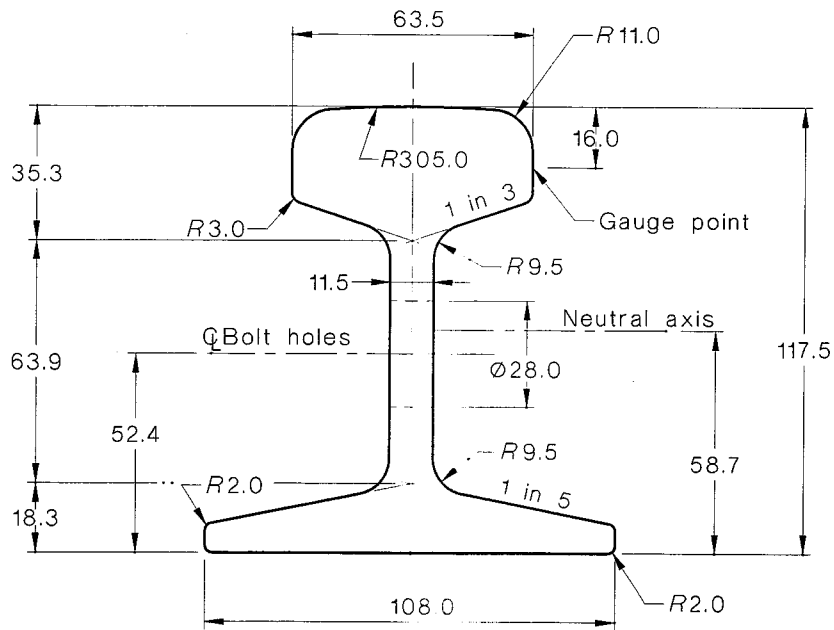 63.5
R11.0
16.0
R305.0
35.3
1 in 3
Gauge point
R3.0
R9.5
11.5
Neutral axis
℄Bolt holes
117.5
63.9
Ø28.0
52.4
58.7
R9.5
R2.0
1 in 5
18.3
108.0
R2.0